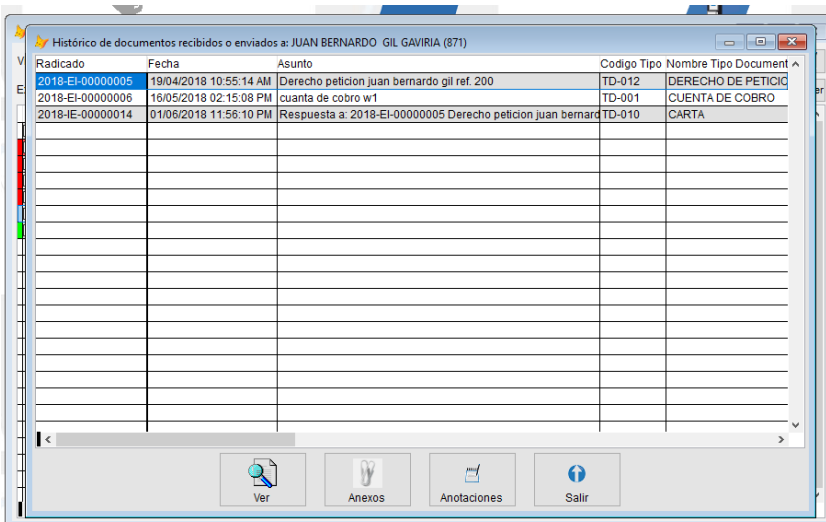 Histórico de documentos recibidos o enviados a: JUAN BERNARDO GIL GAVIRIA (871)
Radicado Fecha Asunto Codigo Tipo Nombre Tipo Document
2018-EI-00000005 19/04/2018 10:55:14 AM Derecho peticion juan bernardo gil ref. 200 TD-012 DERECHO DE PETICIO
2018-EI-00000006 16/05/2018 02:15:08 PM cuanta de cobro w1 TD-001 CUENTA DE COBRO
2018-IE-00000014 01/06/2018 11:56:10 PM Respuesta a: 2018-EI-00000005 Derecho peticion juan bernard TD-010 CARTA
Ver Anexos Anotaciones Salir